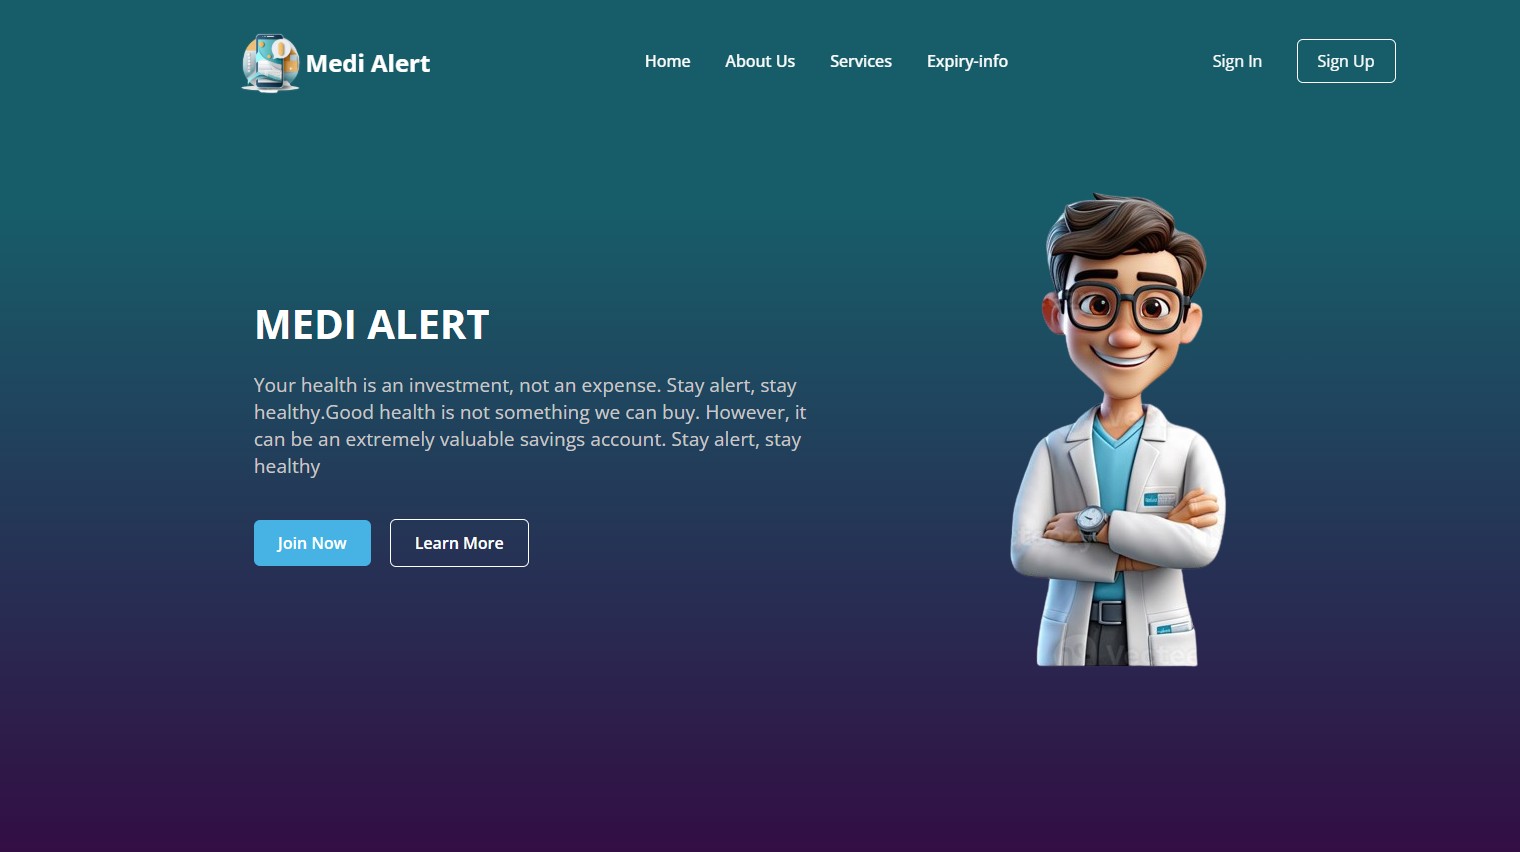 Medi Alert
Home About Us Services Expiry-info
Sign In Sign Up
MEDI ALERT
Your health is an investment, not an expense. Stay alert, stay
healthy.Good health is not something we can buy. However, it
can be an extremely valuable savings account. Stay alert, stay
healthy
Join Now Learn More